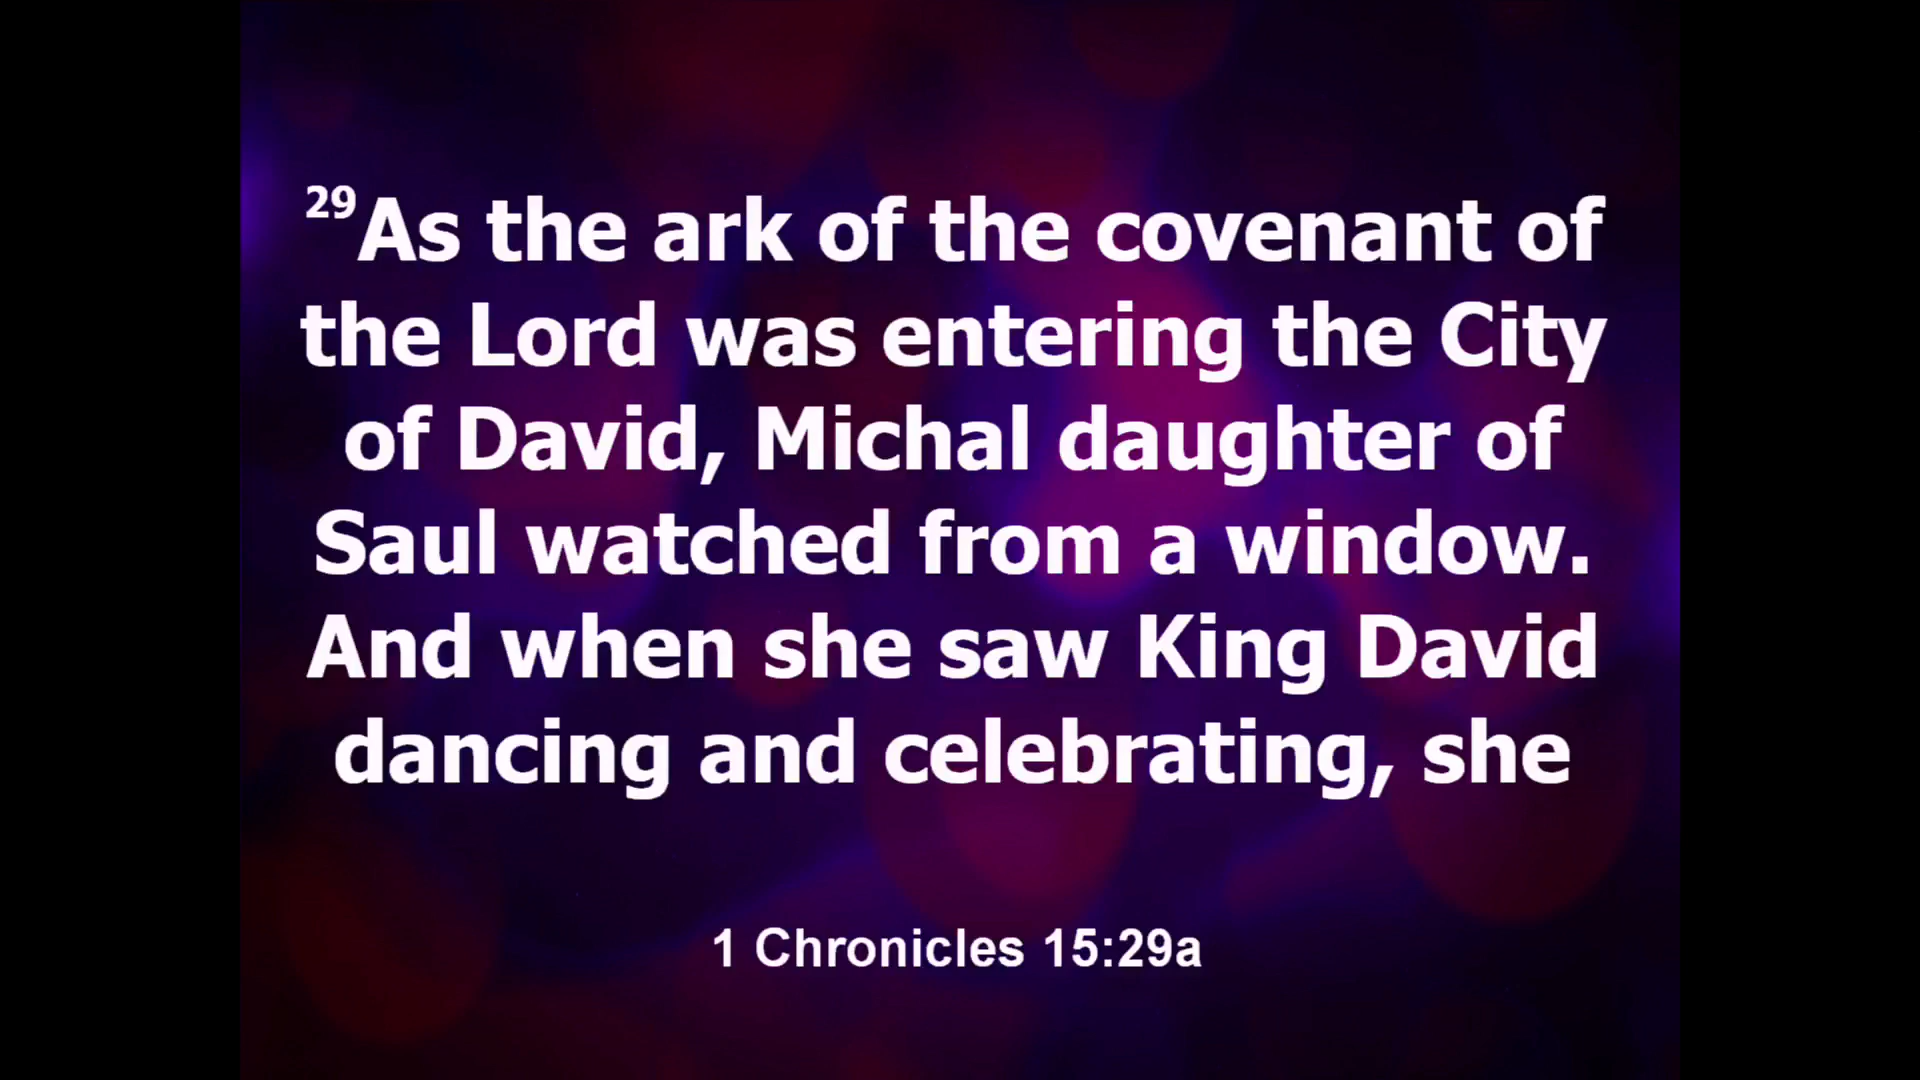 29As the ark of the covenant of
the Lord was entering the City
of David, Michal daughter of
Saul watched from a window.
And when she saw King David
dancing and celebrating, she
1 Chronicles 15:29a